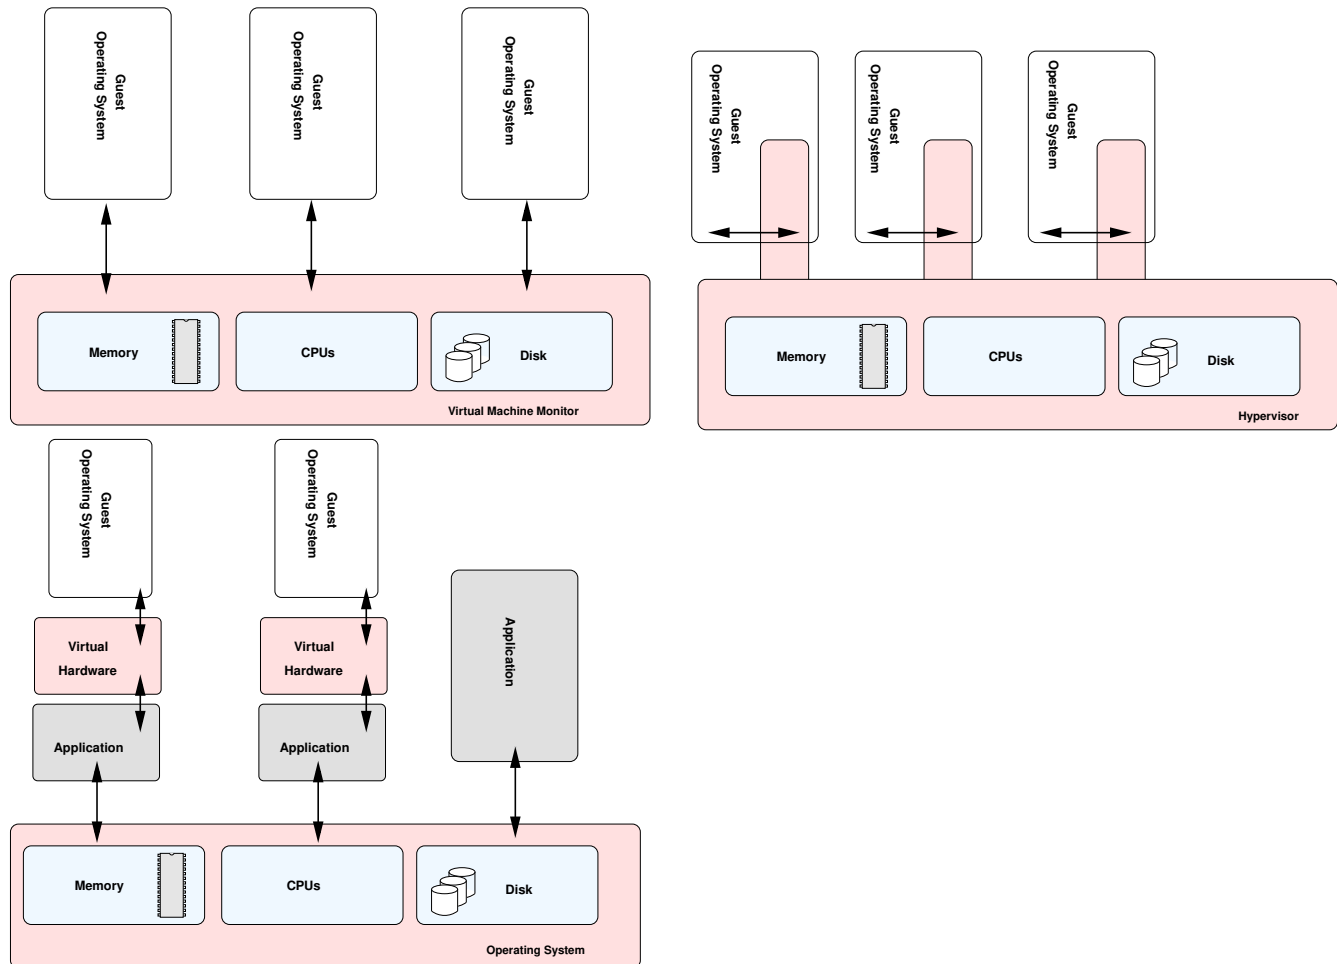 Guest
Operating System
Guest
Operating System
Guest
Operating System
Memory
CPUs
Disk
Virtual Machine Monitor
Guest
Operating System
Guest
Operating System
Guest
Operating System
Memory
CPUs
Disk
Hypervisor
Guest
Operating System
Guest
Operating System
Virtual
Hardware
Virtual
Hardware
Application
Application
Application
Memory
CPUs
Disk
Operating System